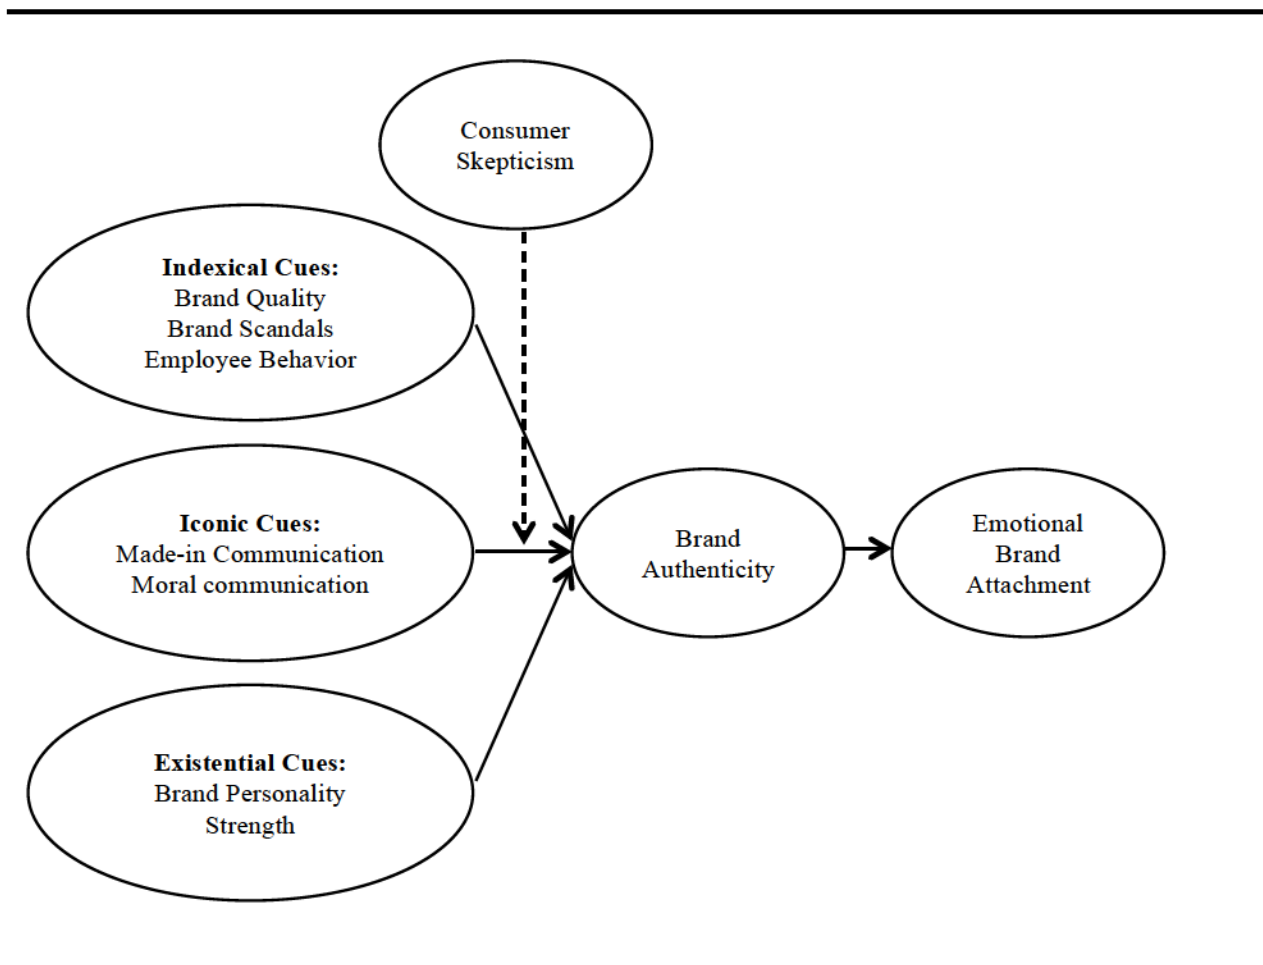 Consumer
Skepticism
Indexical Cues:
Brand Quality
Brand Scandals
Employee Behavior
Iconic Cues:
Made-in Communication
Moral communication
Brand
Authenticity
Emotional
Brand
Attachment
Existential Cues:
Brand Personality
Strength